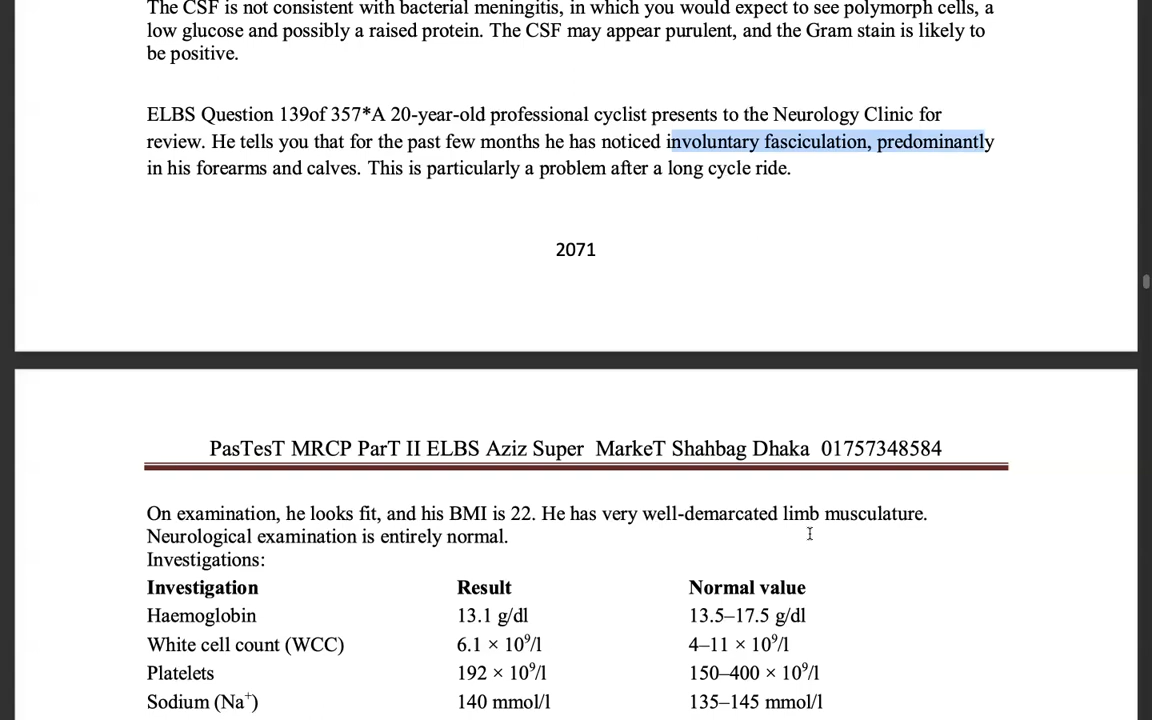 The CSF is not consistent with bacterial meningitis, in which you would expect to see polymorph cells, a
low glucose and possibly a raised protein. The CSF may appear purulent, and the Gram stain is likely to
be positive.
ELBS Question 139of 357*A 20-year-old professional cyclist presents to the Neurology Clinic for
review. He tells you that for the past few months he has noticed involuntary fasciculation, predominantly
in his forearms and calves. This is particularly a problem after a long cycle ride.
2071
PasTesT MRCP ParT II ELBS Aziz Super MarkeT Shahbag Dhaka 01757348584
On examination, he looks fit, and his BMI is 22. He has very well-demarcated limb musculature.
Neurological examination is entirely normal.
Investigations:
Investigation Result Normal value
Haemoglobin 13.1 g/dl 13.5–17.5 g/dl
White cell count (WCC) 6.1 × 10⁹/l 4–11 × 10⁹/l
Platelets 192 × 10⁹/l 150–400 × 10⁹/l
Sodium (Na⁺) 140 mmol/l 135–145 mmol/l